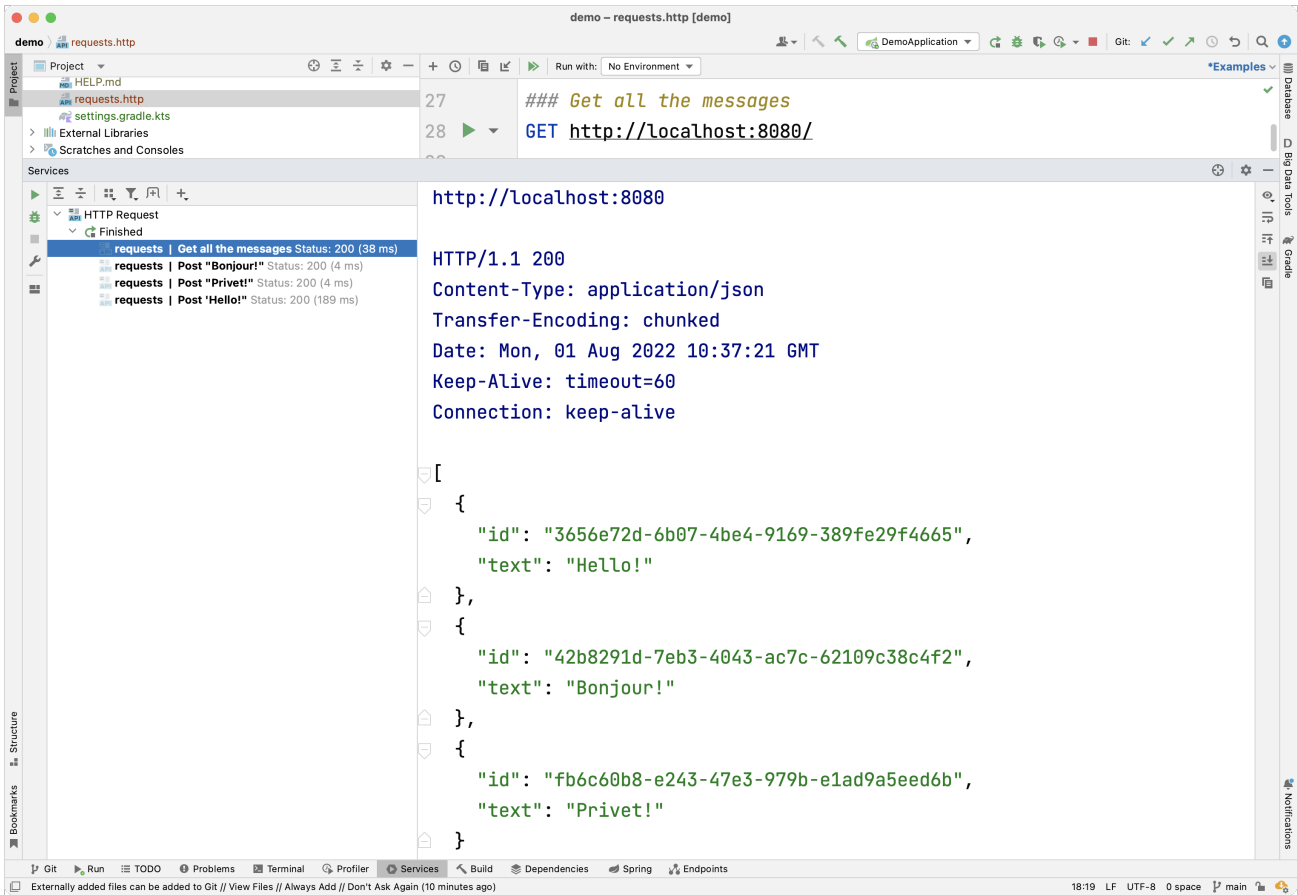 demo – requests.http [demo]
demo requests.http
DemoApplication
Git:
Project
HELP.md
requests.http
settings.gradle.kts
External Libraries
Scratches and Consoles
Run with: No Environment
*Examples
27 ### Get all the messages
28 GET http://localhost:8080/
Services
HTTP Request
Finished
requests | Get all the messages Status: 200 (38 ms)
requests | Post "Bonjour!" Status: 200 (4 ms)
requests | Post "Privet!" Status: 200 (4 ms)
requests | Post 'Hello!" Status: 200 (189 ms)
http://localhost:8080
HTTP/1.1 200
Content-Type: application/json
Transfer-Encoding: chunked
Date: Mon, 01 Aug 2022 10:37:21 GMT
Keep-Alive: timeout=60
Connection: keep-alive
[
{
"id": "3656e72d-6b07-4be4-9169-389fe29f4665",
"text": "Hello!"
},
{
"id": "42b8291d-7eb3-4043-ac7c-62109c38c4f2",
"text": "Bonjour!"
},
{
"id": "fb6c60b8-e243-47e3-979b-e1ad9a5eed6b",
"text": "Privet!"
}
Project
Structure
Bookmarks
Database
D Big Data Tools
Gradle
Notifications
Git Run TODO Problems Terminal Profiler Services Build Dependencies Spring Endpoints
Externally added files can be added to Git // View Files // Always Add // Don't Ask Again (10 minutes ago) 18:19 LF UTF-8 0 space main